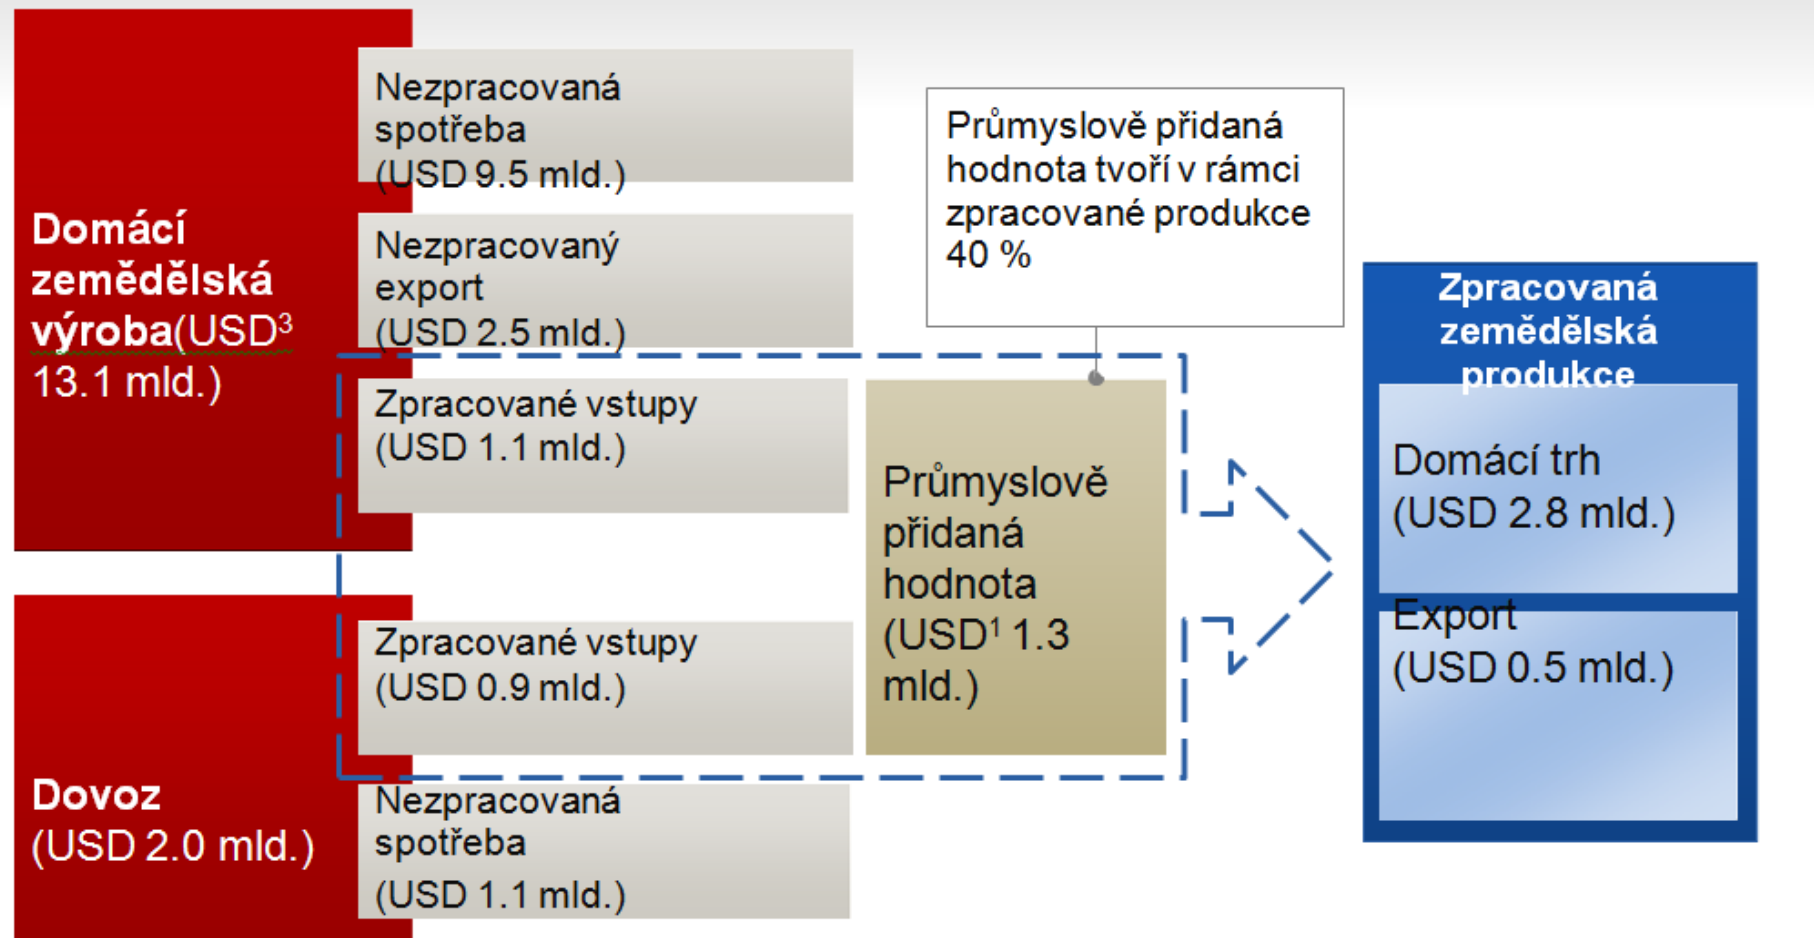 Domácí
zemědělská
výroba(USD³
13.1 mld.)
Nezpracovaná
spotřeba
(USD 9.5 mld.)
Nezpracovaný
export
(USD 2.5 mld.)
Zpracované vstupy
(USD 1.1 mld.)
Dovoz
(USD 2.0 mld.)
Zpracované vstupy
(USD 0.9 mld.)
Nezpracovaná
spotřeba
(USD 1.1 mld.)
Průmyslově přidaná
hodnota tvoří v rámci
zpracované produkce
40 %
Průmyslově
přidaná
hodnota
(USD¹ 1.3
mld.)
Zpracovaná
zemědělská
produkce
Domácí trh
(USD 2.8 mld.)
Export
(USD 0.5 mld.)